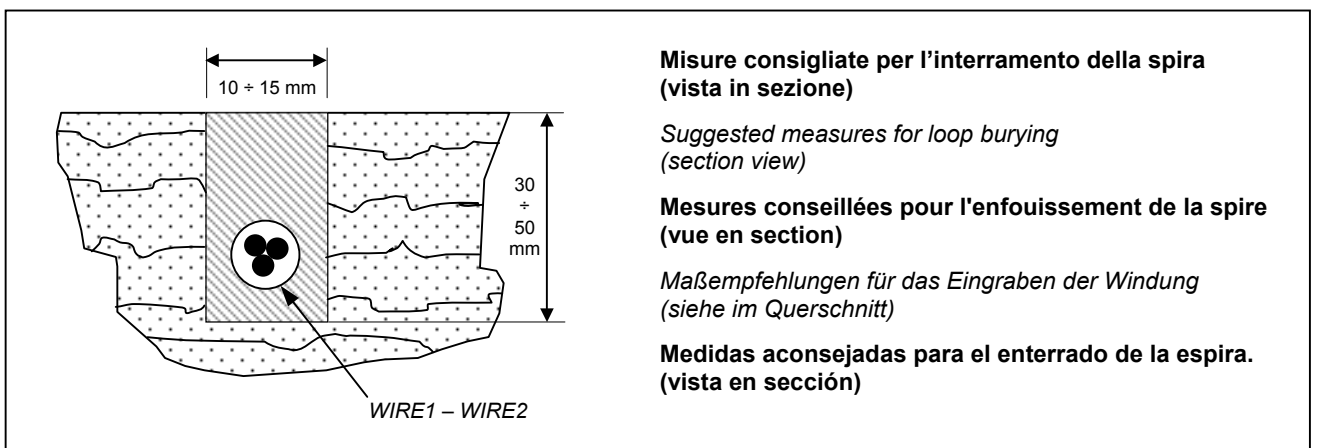 10 ÷ 15 mm
30
÷
50
mm
WIRE1 – WIRE2
Misure consigliate per l’interramento della spira
(vista in sezione)
Suggested measures for loop burying
(section view)
Mesures conseillées pour l'enfouissement de la spire
(vue en section)
Maßempfehlungen für das Eingraben der Windung
(siehe im Querschnitt)
Medidas aconsejadas para el enterrado de la espira.
(vista en sección)